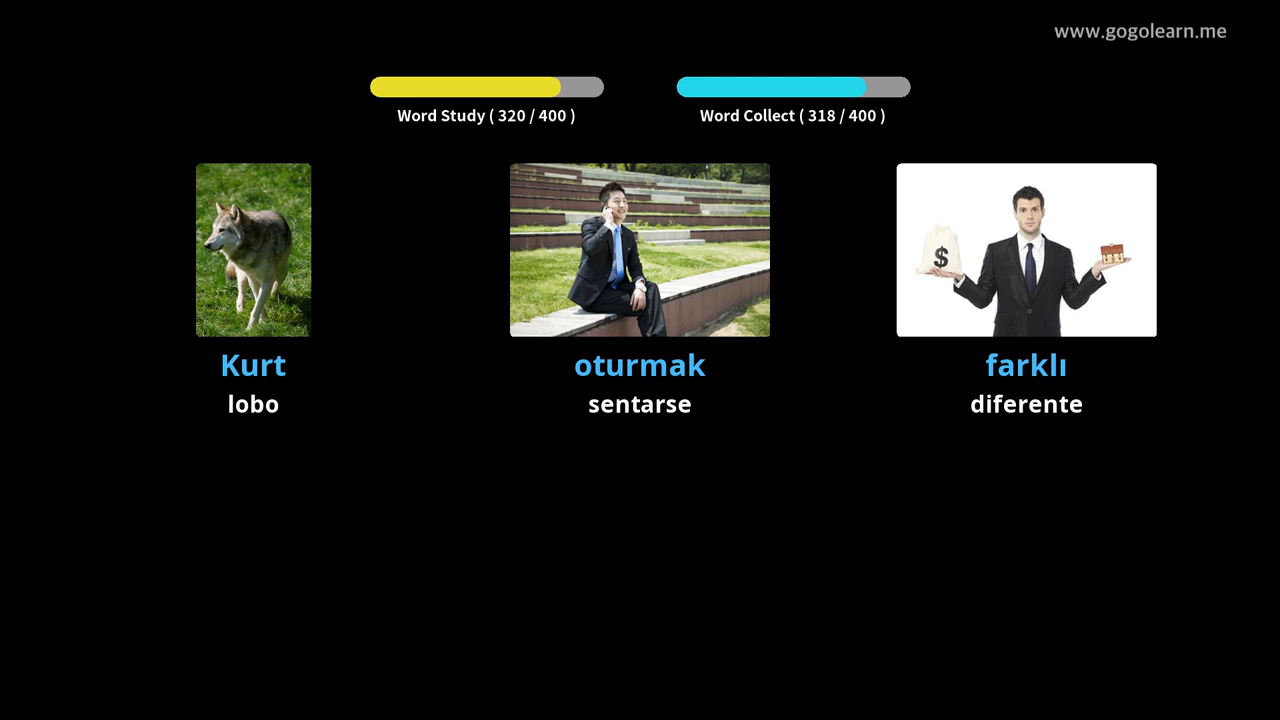 www.gogolearn.me
Word Study ( 320 / 400 )
Word Collect ( 318 / 400 )
$
Kurt
oturmak
farklı
lobo
sentarse
diferente